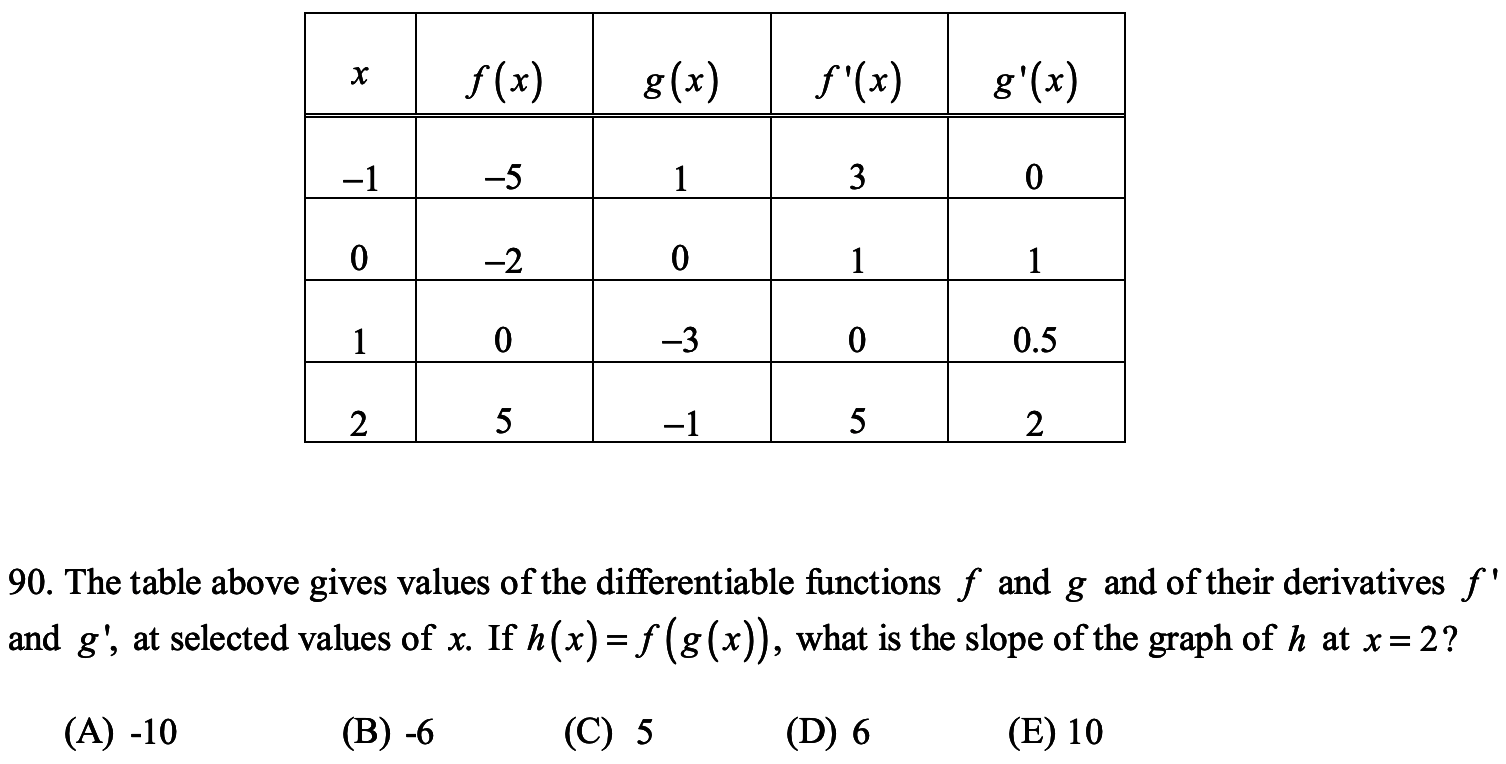 x f(x) g(x) f'(x) g'(x)
–1 –5 1 3 0
0 –2 0 1 1
1 0 –3 0 0.5
2 5 –1 5 2
90. The table above gives values of the differentiable functions f and g and of their derivatives f'
and g', at selected values of x. If h(x) = f(g(x)), what is the slope of the graph of h at x = 2?
(A) -10 (B) -6 (C) 5 (D) 6 (E) 10